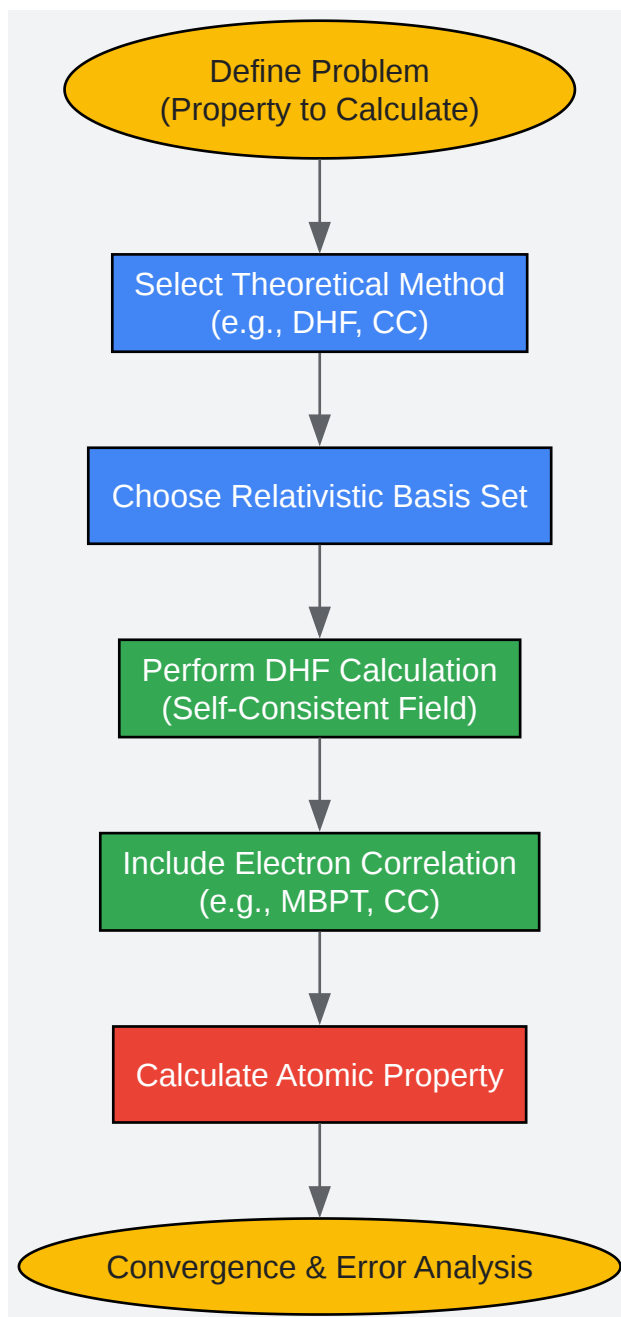 Define Problem
(Property to Calculate)
Select Theoretical Method
(e.g., DHF, CC)
Choose Relativistic Basis Set
Perform DHF Calculation
(Self-Consistent Field)
Include Electron Correlation
(e.g., MBPT, CC)
Calculate Atomic Property
Convergence & Error Analysis